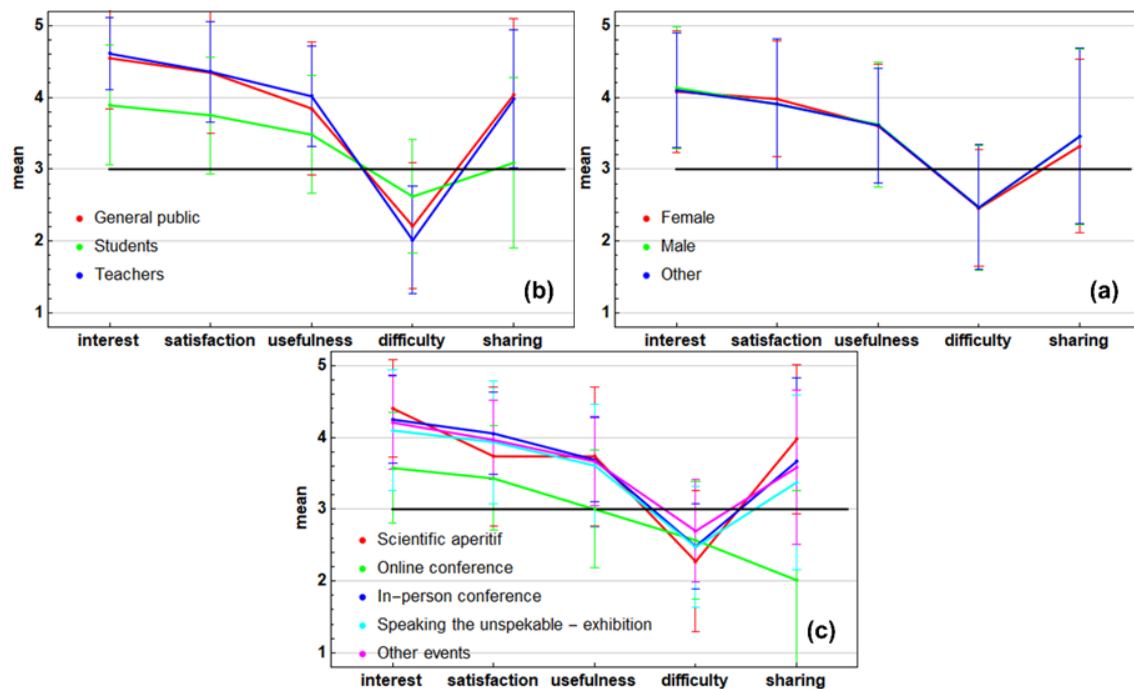 5
4
mean
3
General public
Students
2
Teachers
(b)
1
interest satisfaction usefulness difficulty sharing
5
4
mean
3
Female
Male
2
Other
(a)
1
interest satisfaction usefulness difficulty sharing
5
4
mean
3
Scientific aperitif
Online conference
2
In-person conference
Speaking the unspekable – exhibition
(c)
Other events
1
interest satisfaction usefulness difficulty sharing